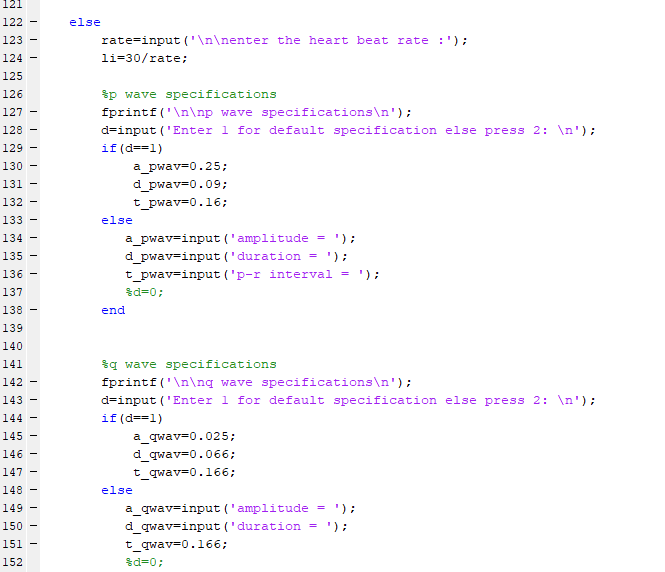 121
122 - else
123 - rate=input('\n\nenter the heart beat rate :');
124 - li=30/rate;
125
126 %p wave specifications
127 - fprintf('\n\np wave specifications\n');
128 - d=input('Enter 1 for default specification else press 2: \n');
129 - if(d==1)
130 - a_pwav=0.25;
131 - d_pwav=0.09;
132 - t_pwav=0.16;
133 - else
134 - a_pwav=input('amplitude = ');
135 - d_pwav=input('duration = ');
136 - t_pwav=input('p-r interval = ');
137 %d=0;
138 - end
139
140
141 %q wave specifications
142 - fprintf('\n\nq wave specifications\n');
143 - d=input('Enter 1 for default specification else press 2: \n');
144 - if(d==1)
145 - a_qwav=0.025;
146 - d_qwav=0.066;
147 - t_qwav=0.166;
148 - else
149 - a_qwav=input('amplitude = ');
150 - d_qwav=input('duration = ');
151 - t_qwav=0.166;
152 %d=0;